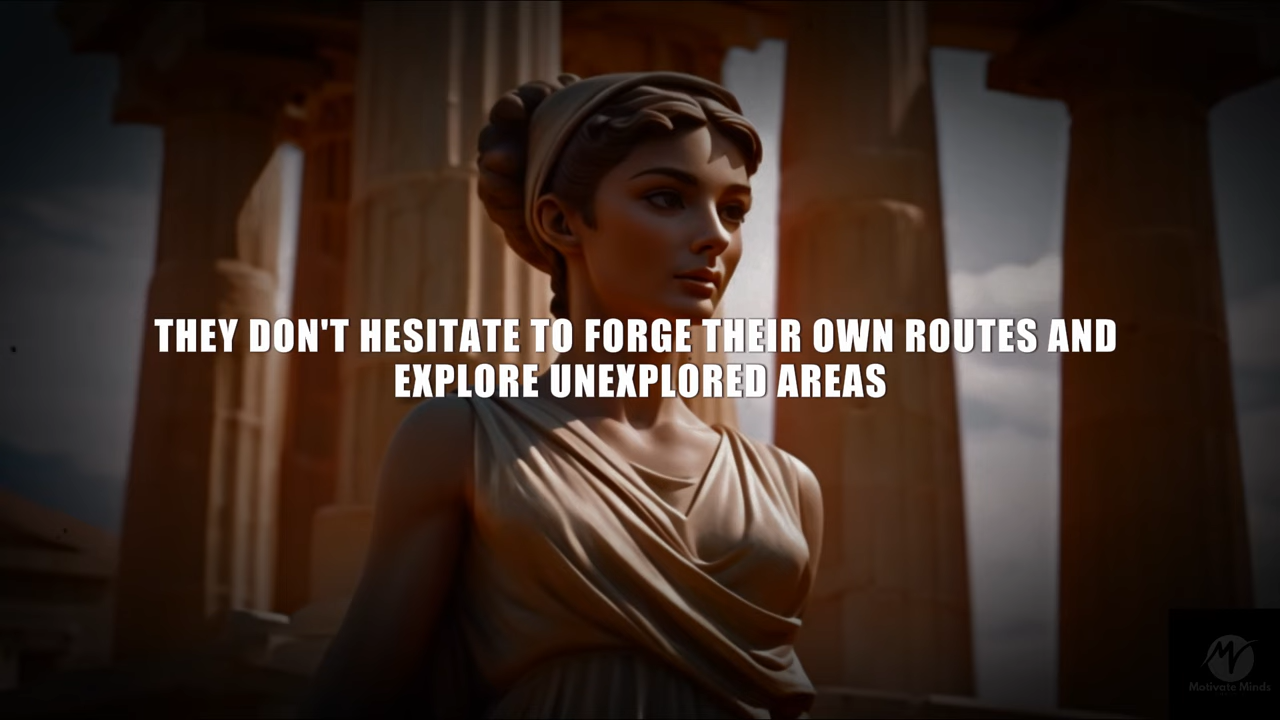 THEY DON'T HESITATE TO FORGE THEIR OWN ROUTES AND
EXPLORE UNEXPLORED AREAS
Motivate Minds